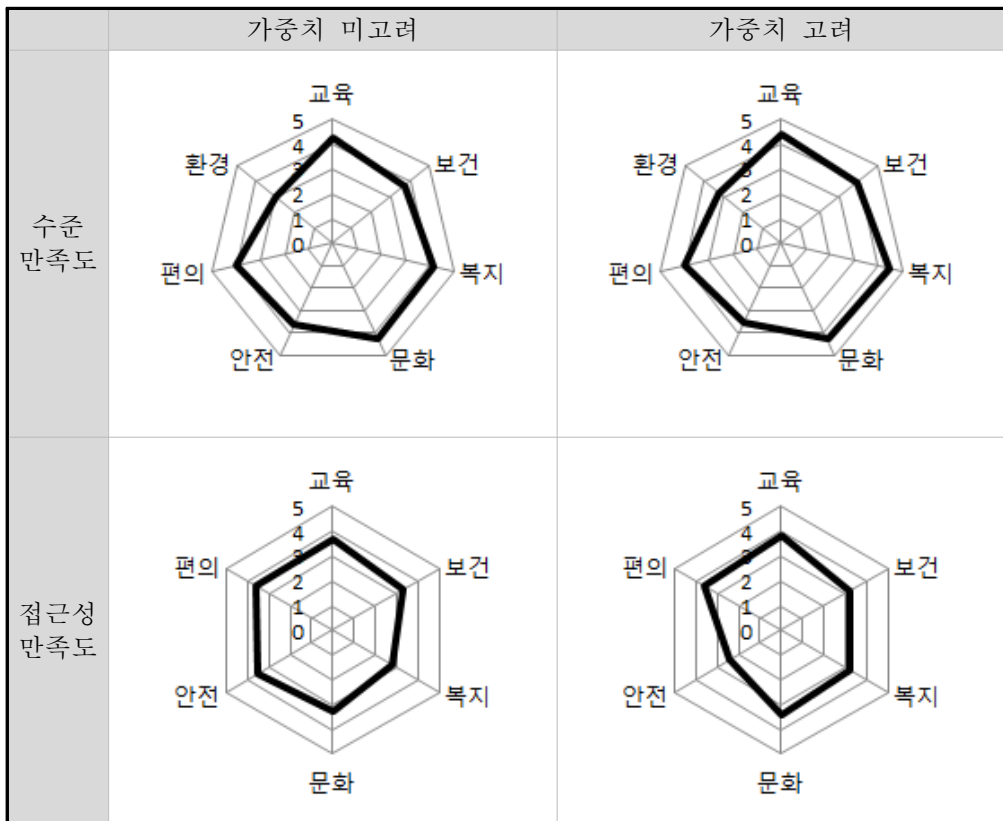 가중치 미고려
가중치 고려
수준
만족도
교육
보건
복지
문화
안전
편의
환경
5
4
3
2
1
0
교육
보건
복지
문화
안전
편의
환경
5
4
3
2
1
0
접근성
만족도
교육
보건
복지
문화
안전
편의
5
4
3
2
1
0
교육
보건
복지
문화
안전
편의
5
4
3
2
1
0